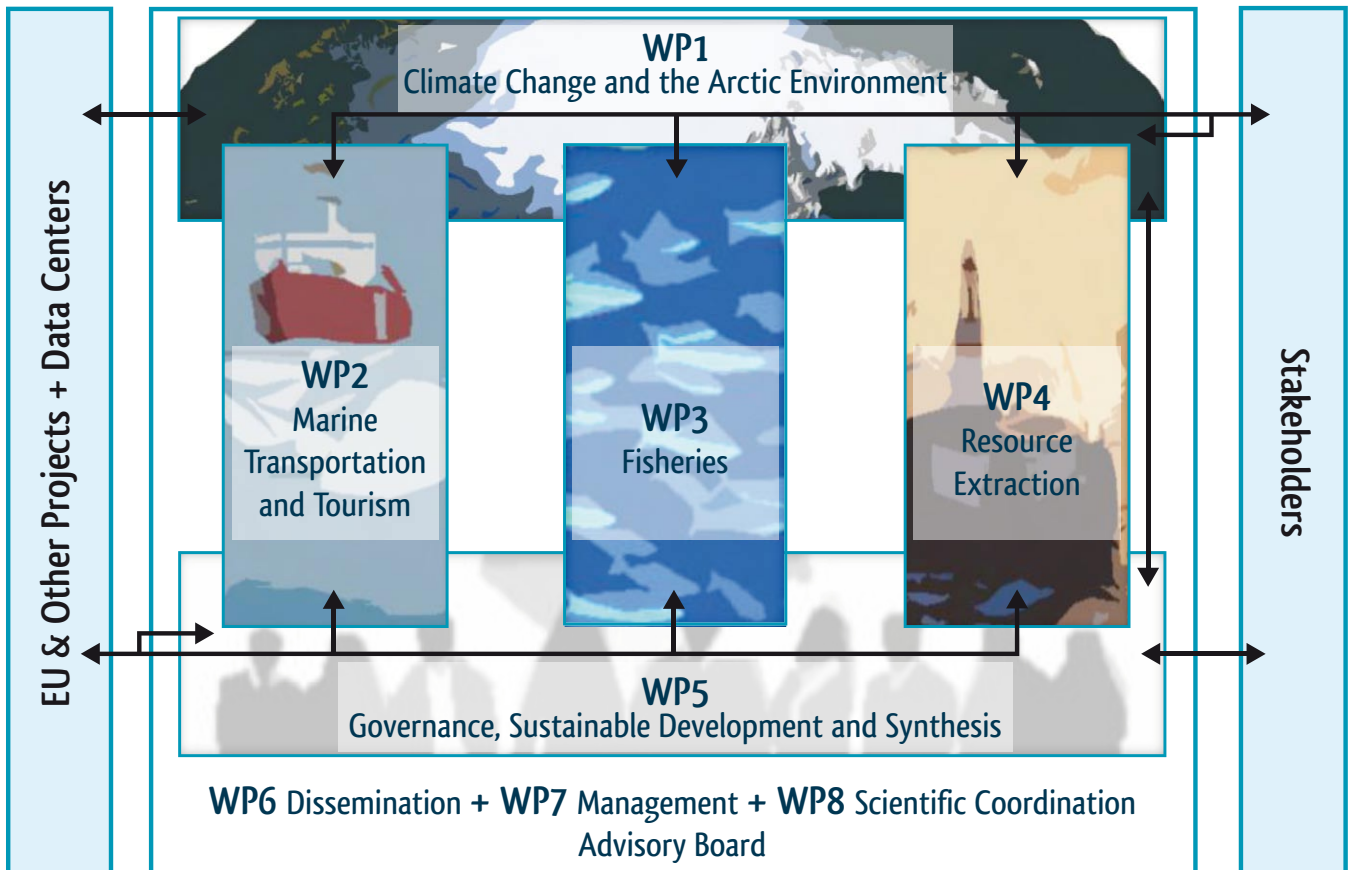 EU & Other Projects + Data Centers
WP1
Climate Change and the Arctic Environment
WP2
Marine
Transportation
and Tourism
WP3
Fisheries
WP4
Resource
Extraction
WP5
Governance, Sustainable Development and Synthesis
WP6 Dissemination + WP7 Management + WP8 Scientific Coordination
Advisory Board
Stakeholders